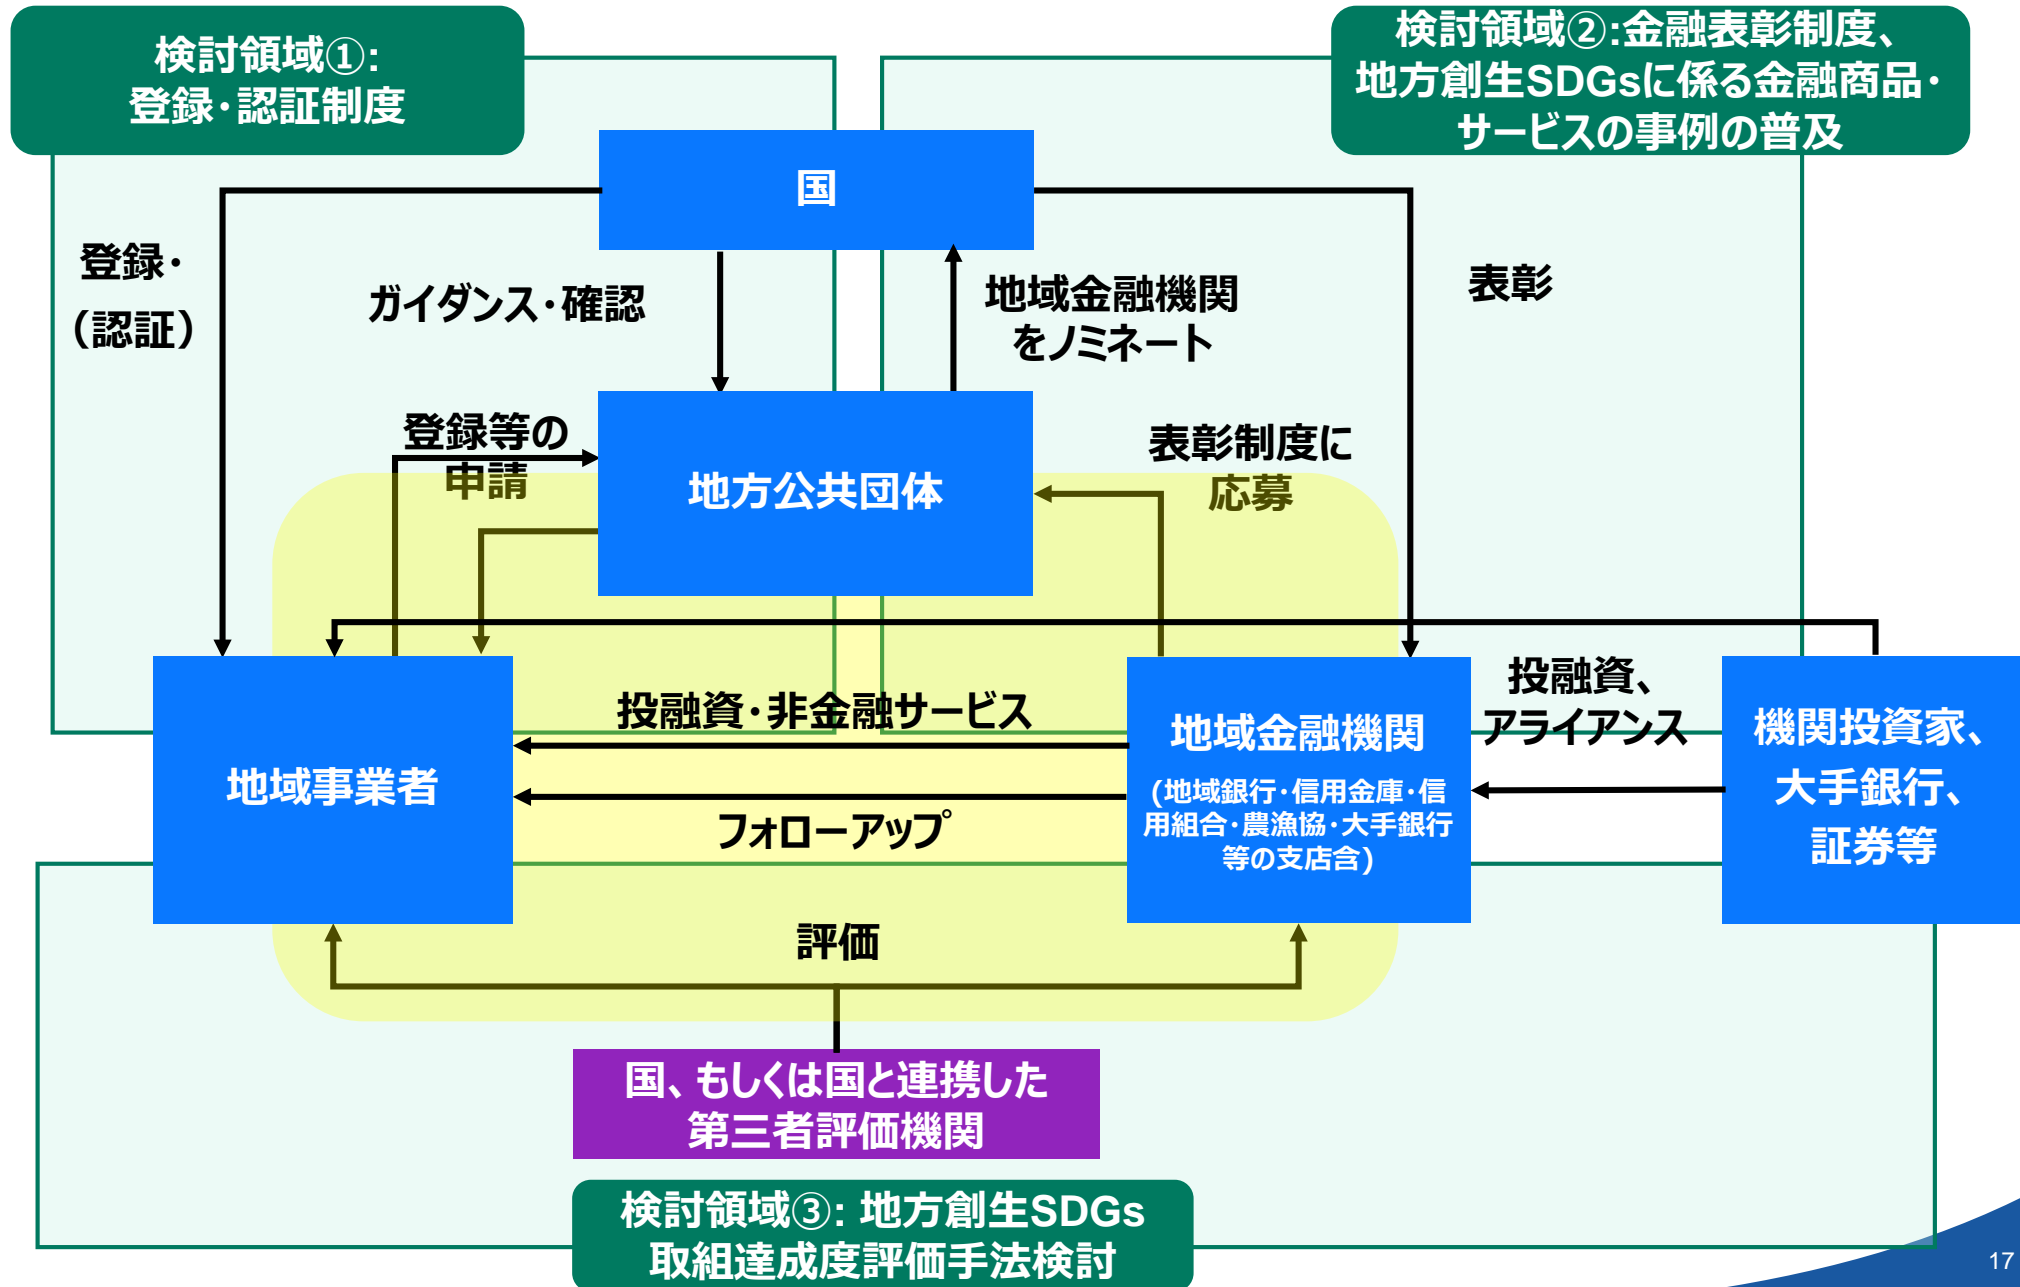 検討領域①:
登録・認証制度
検討領域②:金融表彰制度、
地方創生SDGsに係る金融商品・
サービスの事例の普及
国
登録・
（認証）
ガイダンス・確認
地域金融機関
をノミネート
表彰
登録等の
申請
地方公共団体
表彰制度に
応募
投融資・非金融サービス
地域事業者
フォローアップ
地域金融機関
(地域銀行・信用金庫・信
用組合・農漁協・大手銀行
等の支店含)
投融資、
アライアンス
機関投資家、
大手銀行、
証券等
評価
国、もしくは国と連携した
第三者評価機関
検討領域③: 地方創生SDGs
取組達成度評価手法検討
17